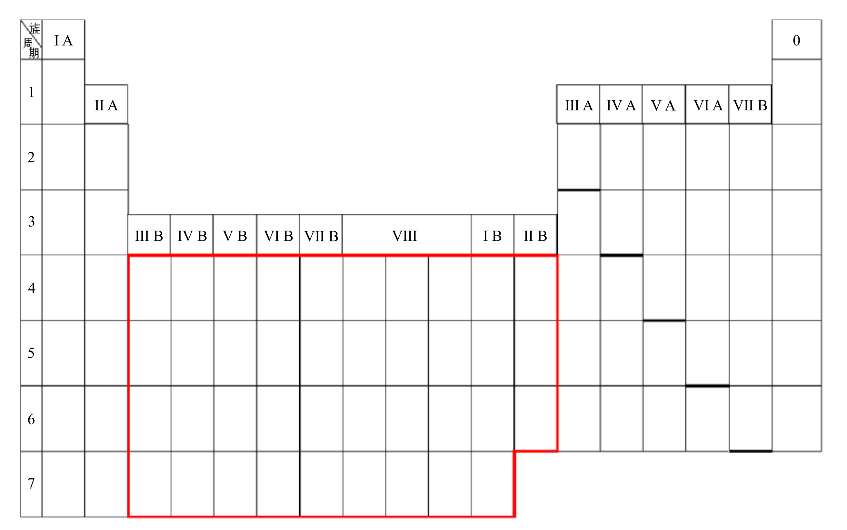 族
周
期
I A
0
1
II A
III A
IV A
V A
VI A
VII B
2
3
III B
IV B
V B
VI B
VII B
VIII
I B
II B
4
5
6
7